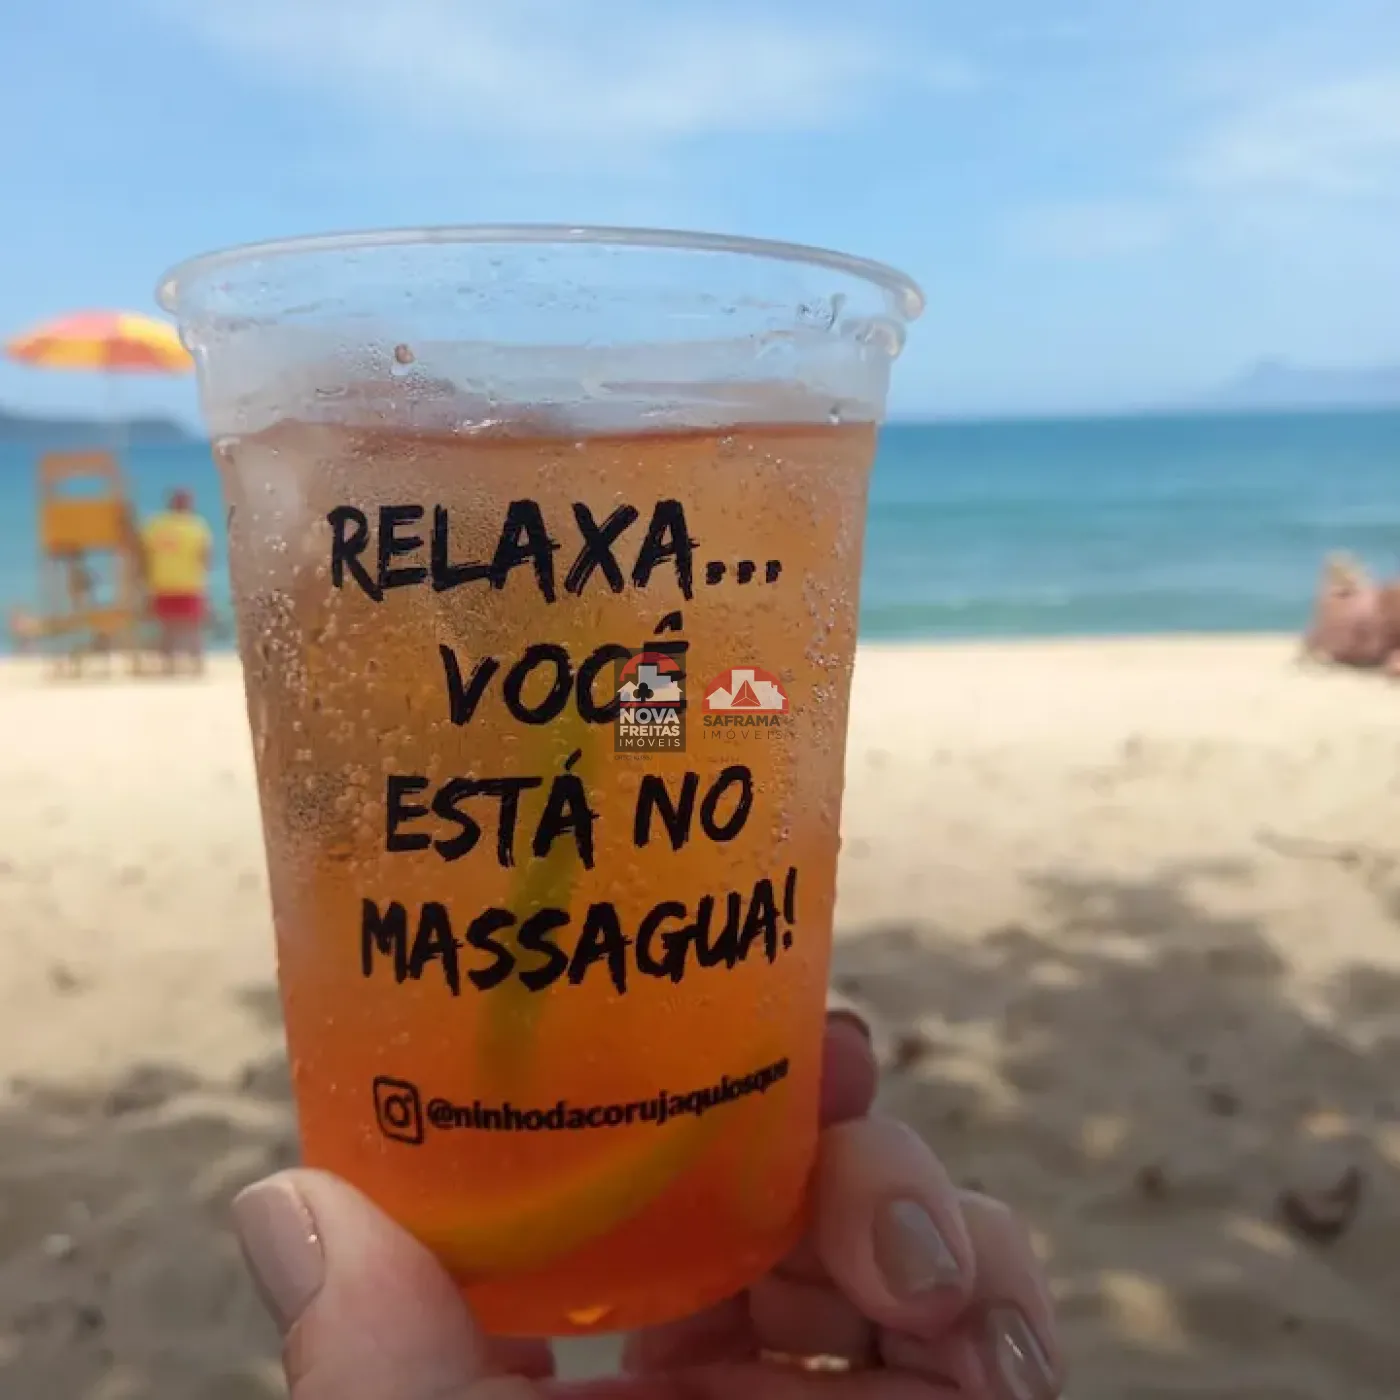 RELAXA...
VOCÊ
ESTÁ NO
MASSAGUA!
@ninhodacorujaquiosque
NOVA
FREITAS
IMÓVEIS
SAFRAMA
IMÓVEIS